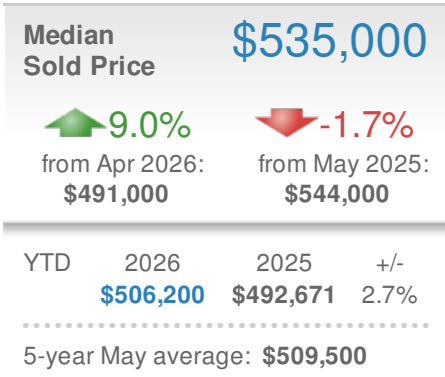 Median $535,000
Sold Price
9.0% -1.7%
from Apr 2026: from May 2025:
$491,000 $544,000
YTD 2026 2025 +/-
$506,200 $492,671 2.7%
5-year May average: $509,500